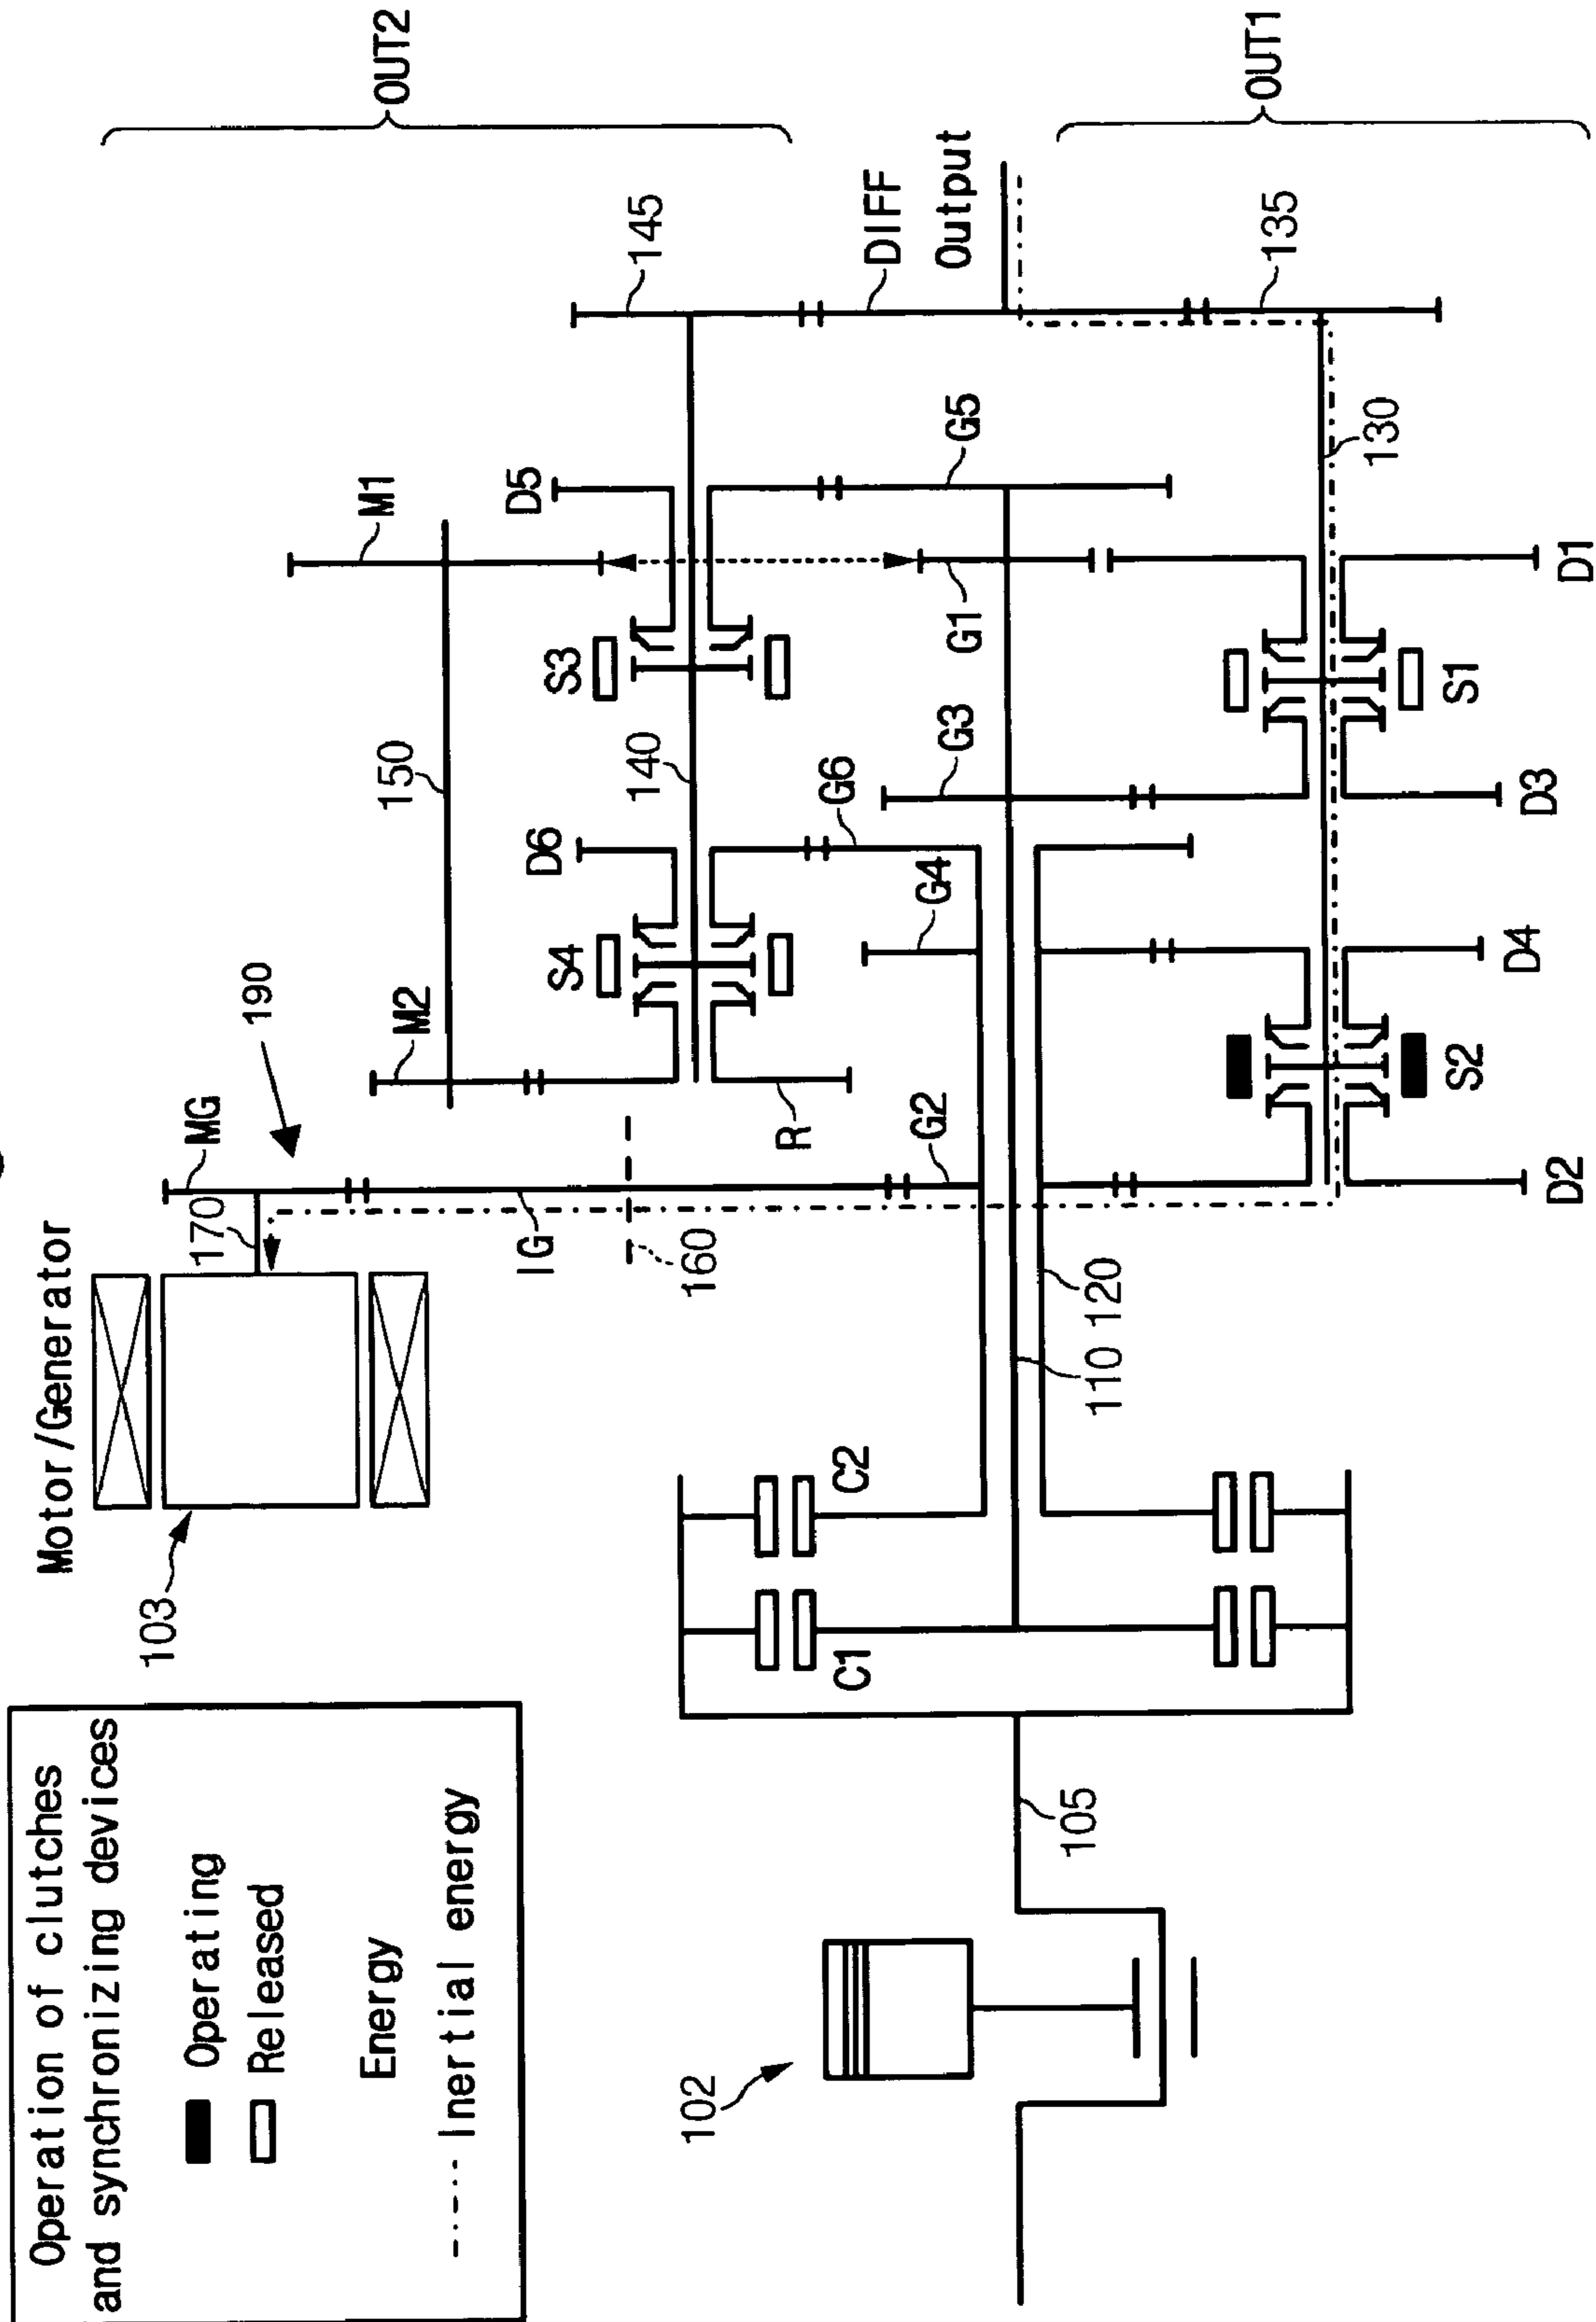 Operation of clutches
and synchronizing devices
Operating
Released
Energy
Inertial energy
Motor/Generator
103
170
MG
190
IG
160
M2
150
M1
S4
D6
140
S3
D5
145
OUT2
R
G2
G4
G6
G3
G1
G5
DIFF
Output
102
105
C1
C2
110
120
D2
S2
D4
D3
S1
D1
130
135
OUT1